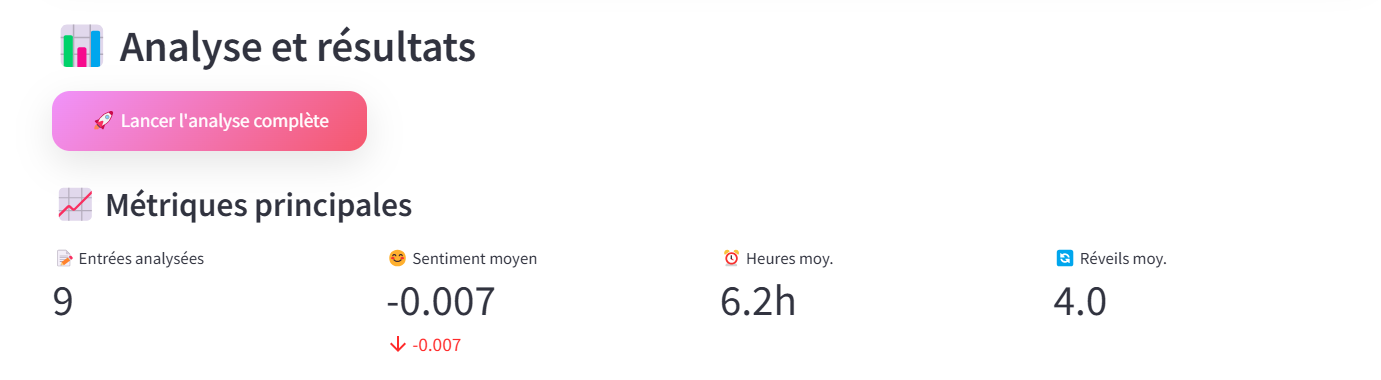 Analyse et résultats
Lancer l'analyse complète
Métriques principales
Entrées analysées
9
Sentiment moyen
-0.007
-0.007
Heures moy.
6.2h
Réveils moy.
4.0